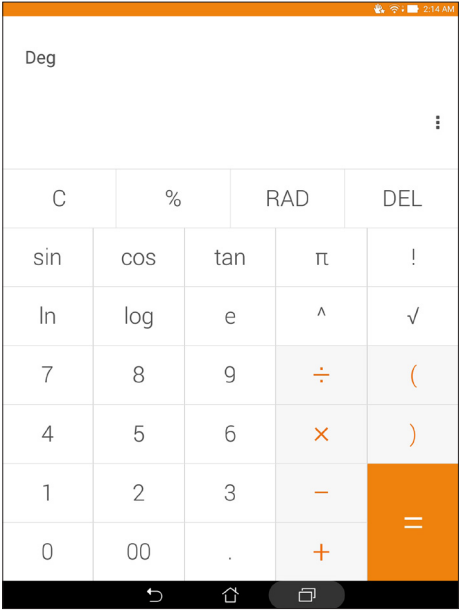 2:14 AM
Deg
C % RAD DEL
sin cos tan π !
ln log e ^ √
7 8 9 ÷ (
4 5 6 × )
1 2 3 −
=
0 00 . +